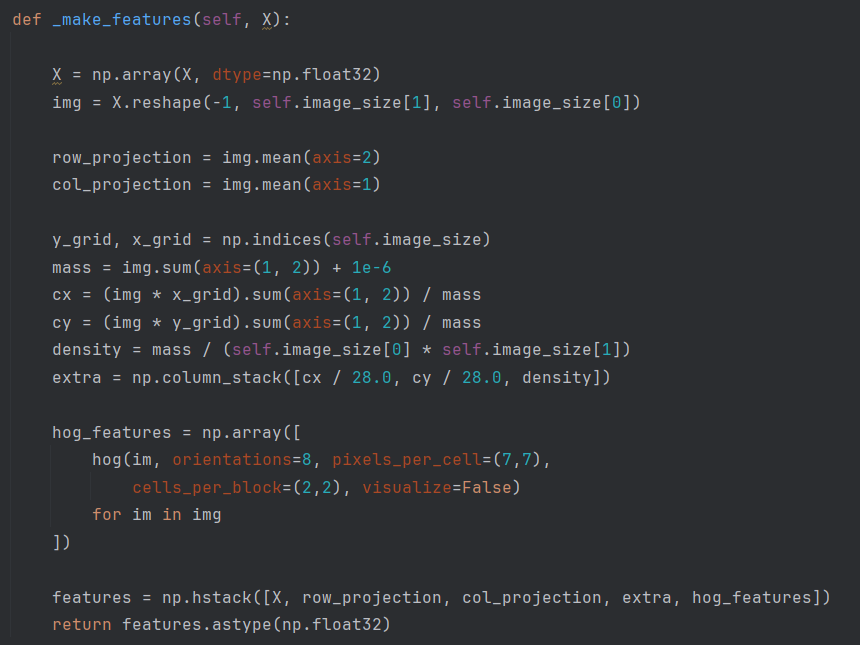 def _make_features(self, X):
X = np.array(X, dtype=np.float32)
img = X.reshape(-1, self.image_size[1], self.image_size[0])
row_projection = img.mean(axis=2)
col_projection = img.mean(axis=1)
y_grid, x_grid = np.indices(self.image_size)
mass = img.sum(axis=(1, 2)) + 1e-6
cx = (img * x_grid).sum(axis=(1, 2)) / mass
cy = (img * y_grid).sum(axis=(1, 2)) / mass
density = mass / (self.image_size[0] * self.image_size[1])
extra = np.column_stack([cx / 28.0, cy / 28.0, density])
hog_features = np.array([
hog(im, orientations=8, pixels_per_cell=(7,7),
cells_per_block=(2,2), visualize=False)
for im in img
])
features = np.hstack([X, row_projection, col_projection, extra, hog_features])
return features.astype(np.float32)